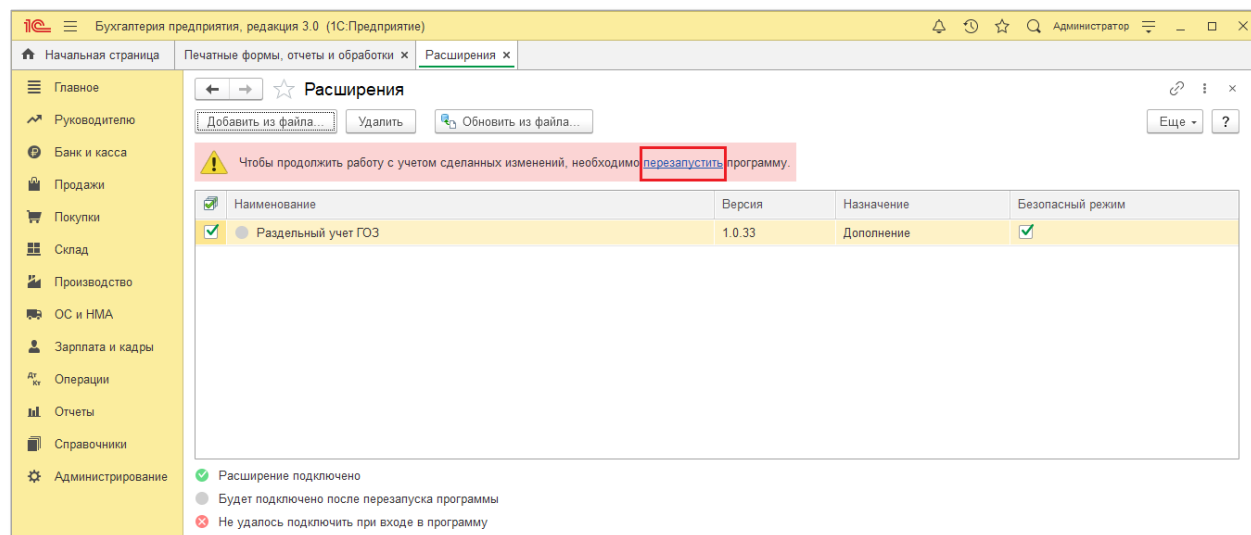 1С Бухгалтерия предприятия, редакция 3.0 (1С:Предприятие) Администратор
Начальная страница Печатные формы, отчеты и обработки × Расширения ×
Главное
Руководителю
Банк и касса
Продажи
Покупки
Склад
Производство
ОС и НМА
Зарплата и кадры
Дт Кт Операции
Отчеты
Справочники
Администрирование
Расширения
Добавить из файла... Удалить Обновить из файла... Еще ?
Чтобы продолжить работу с учетом сделанных изменений, необходимо перезапустить программу.
Наименование Версия Назначение Безопасный режим
Раздельный учет ГОЗ 1.0.33 Дополнение
Расширение подключено
Будет подключено после перезапуска программы
Не удалось подключить при входе в программу